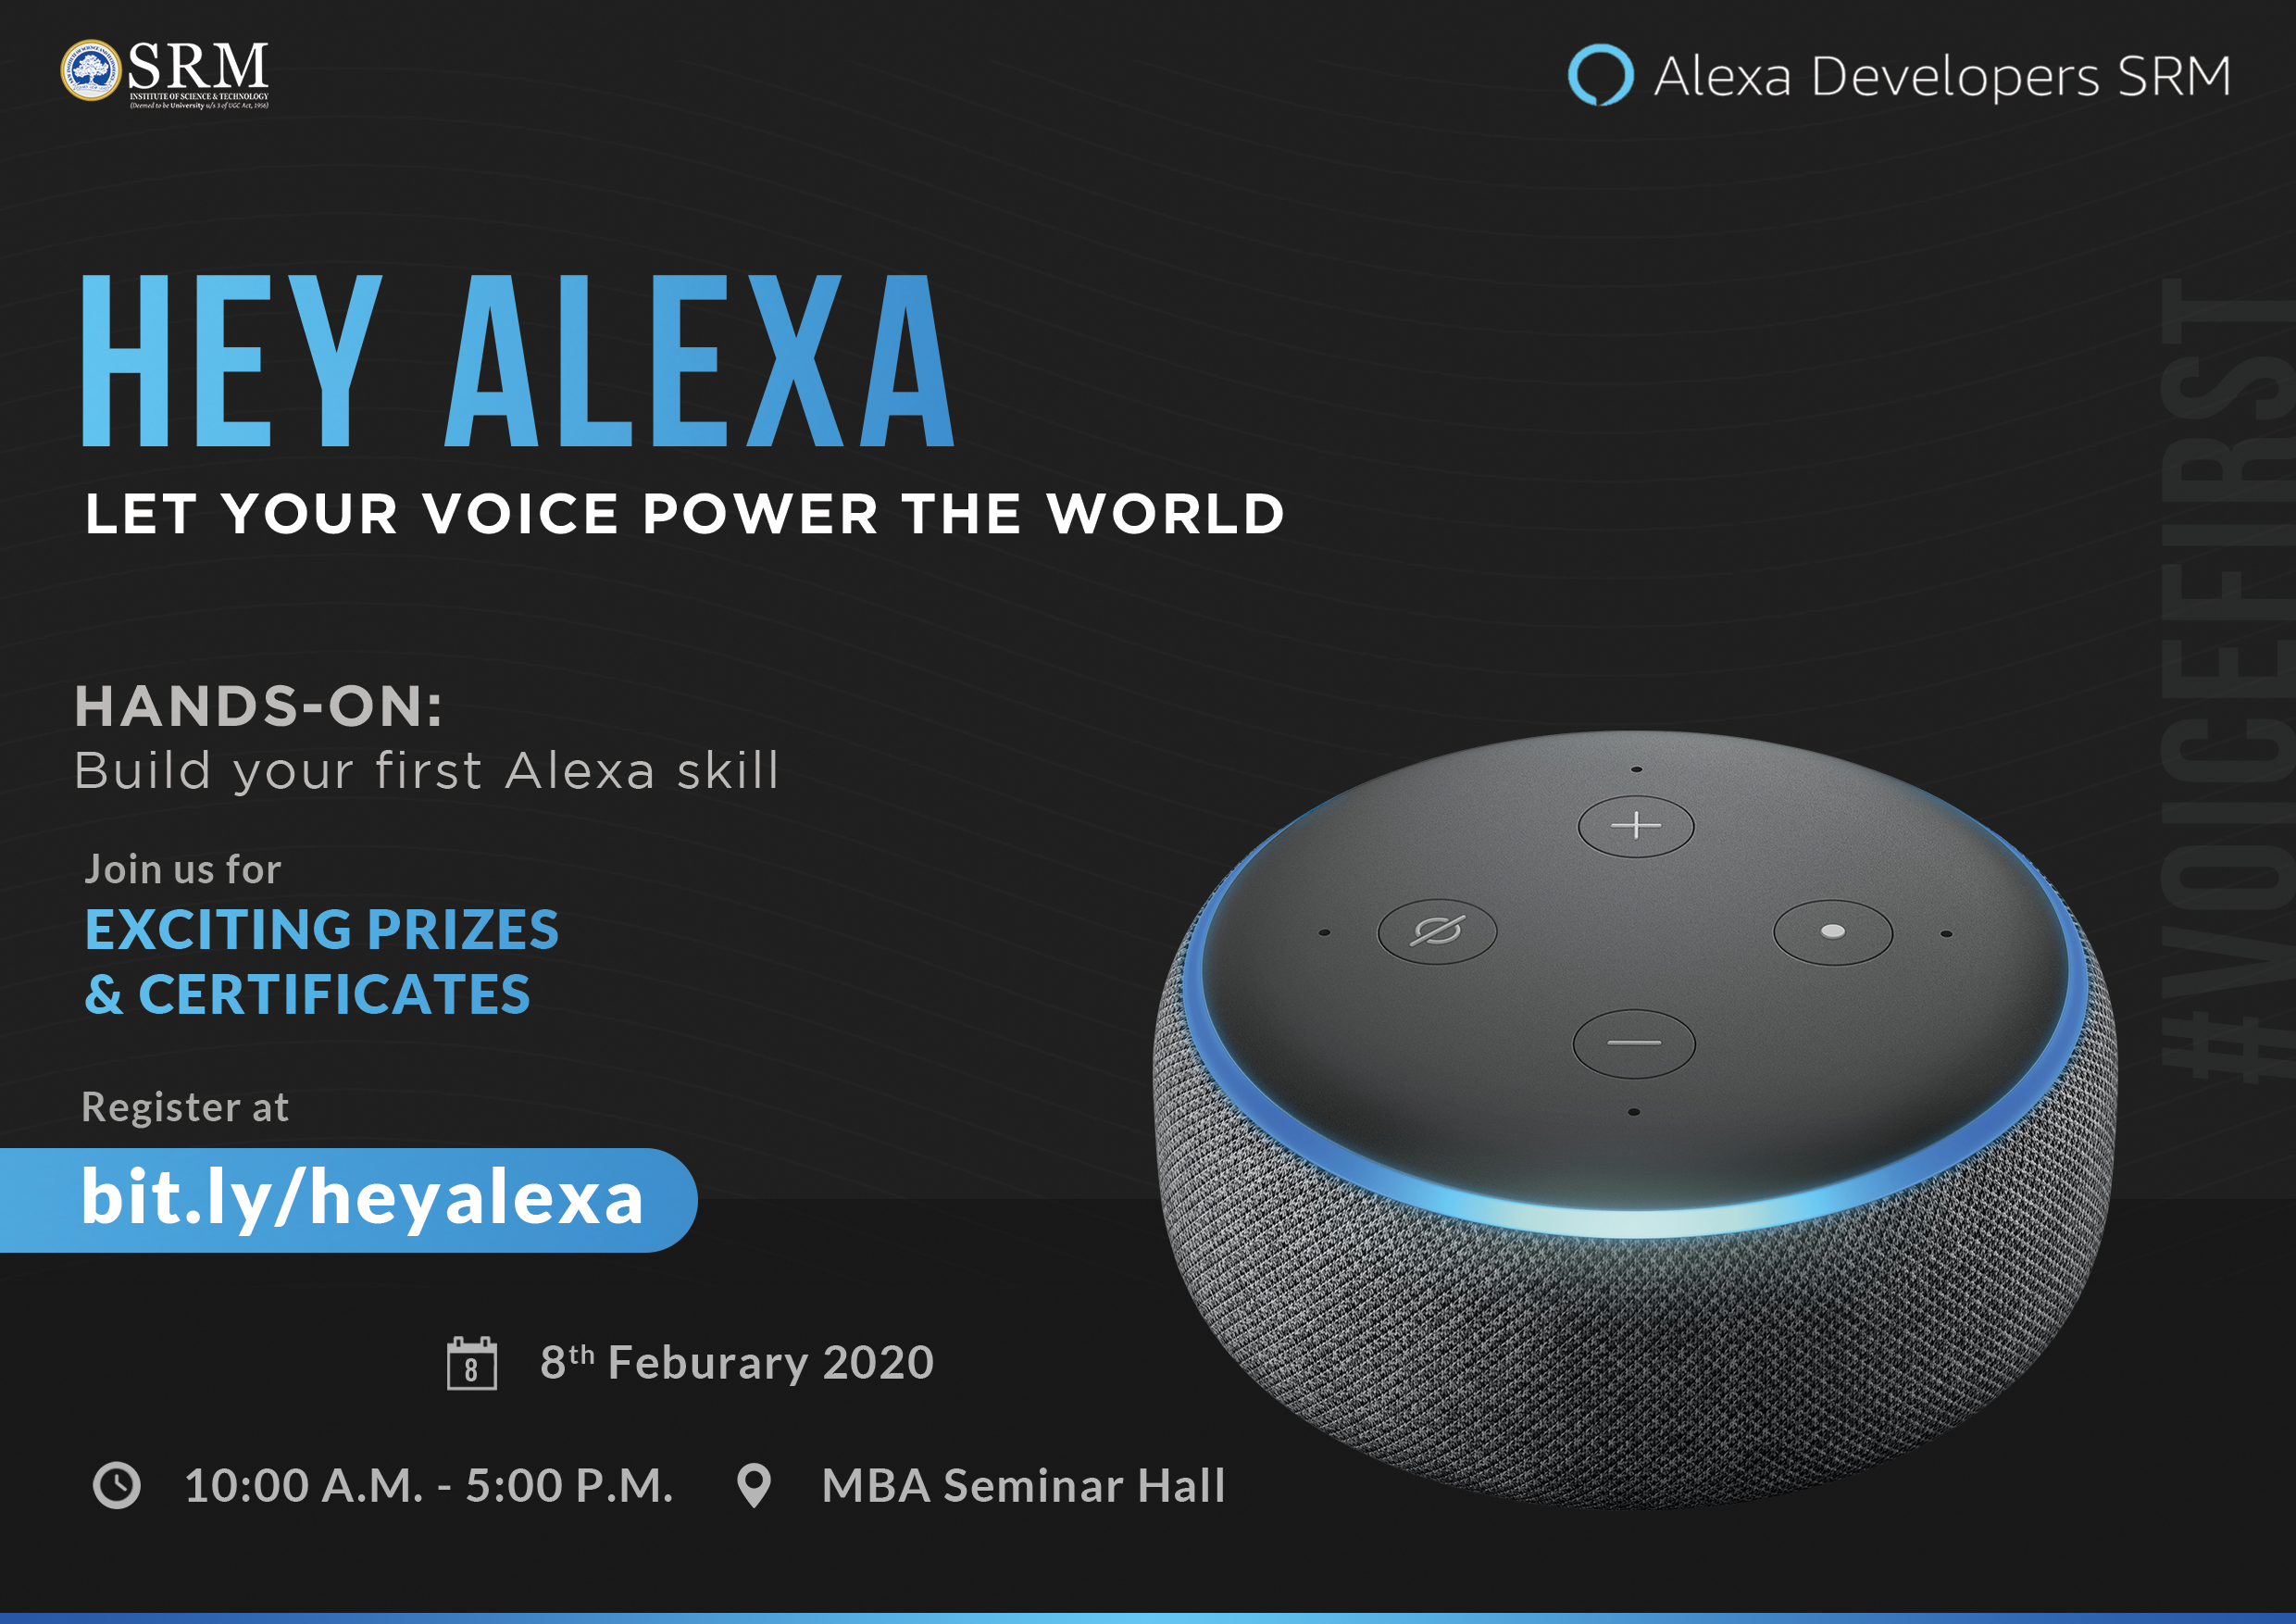 SRM
INSTITUTE OF SCIENCE & TECHNOLOGY
(Deemed to be University u/s 3 of UGC Act, 1956)
Alexa Developers SRM
HEY ALEXA
LET YOUR VOICE POWER THE WORLD
#VOICEFIRST
HANDS-ON:
Build your first Alexa skill
Join us for
EXCITING PRIZES
& CERTIFICATES
Register at
bit.ly/heyalexa
8
8th Feburary 2020
10:00 A.M. - 5:00 P.M.
MBA Seminar Hall